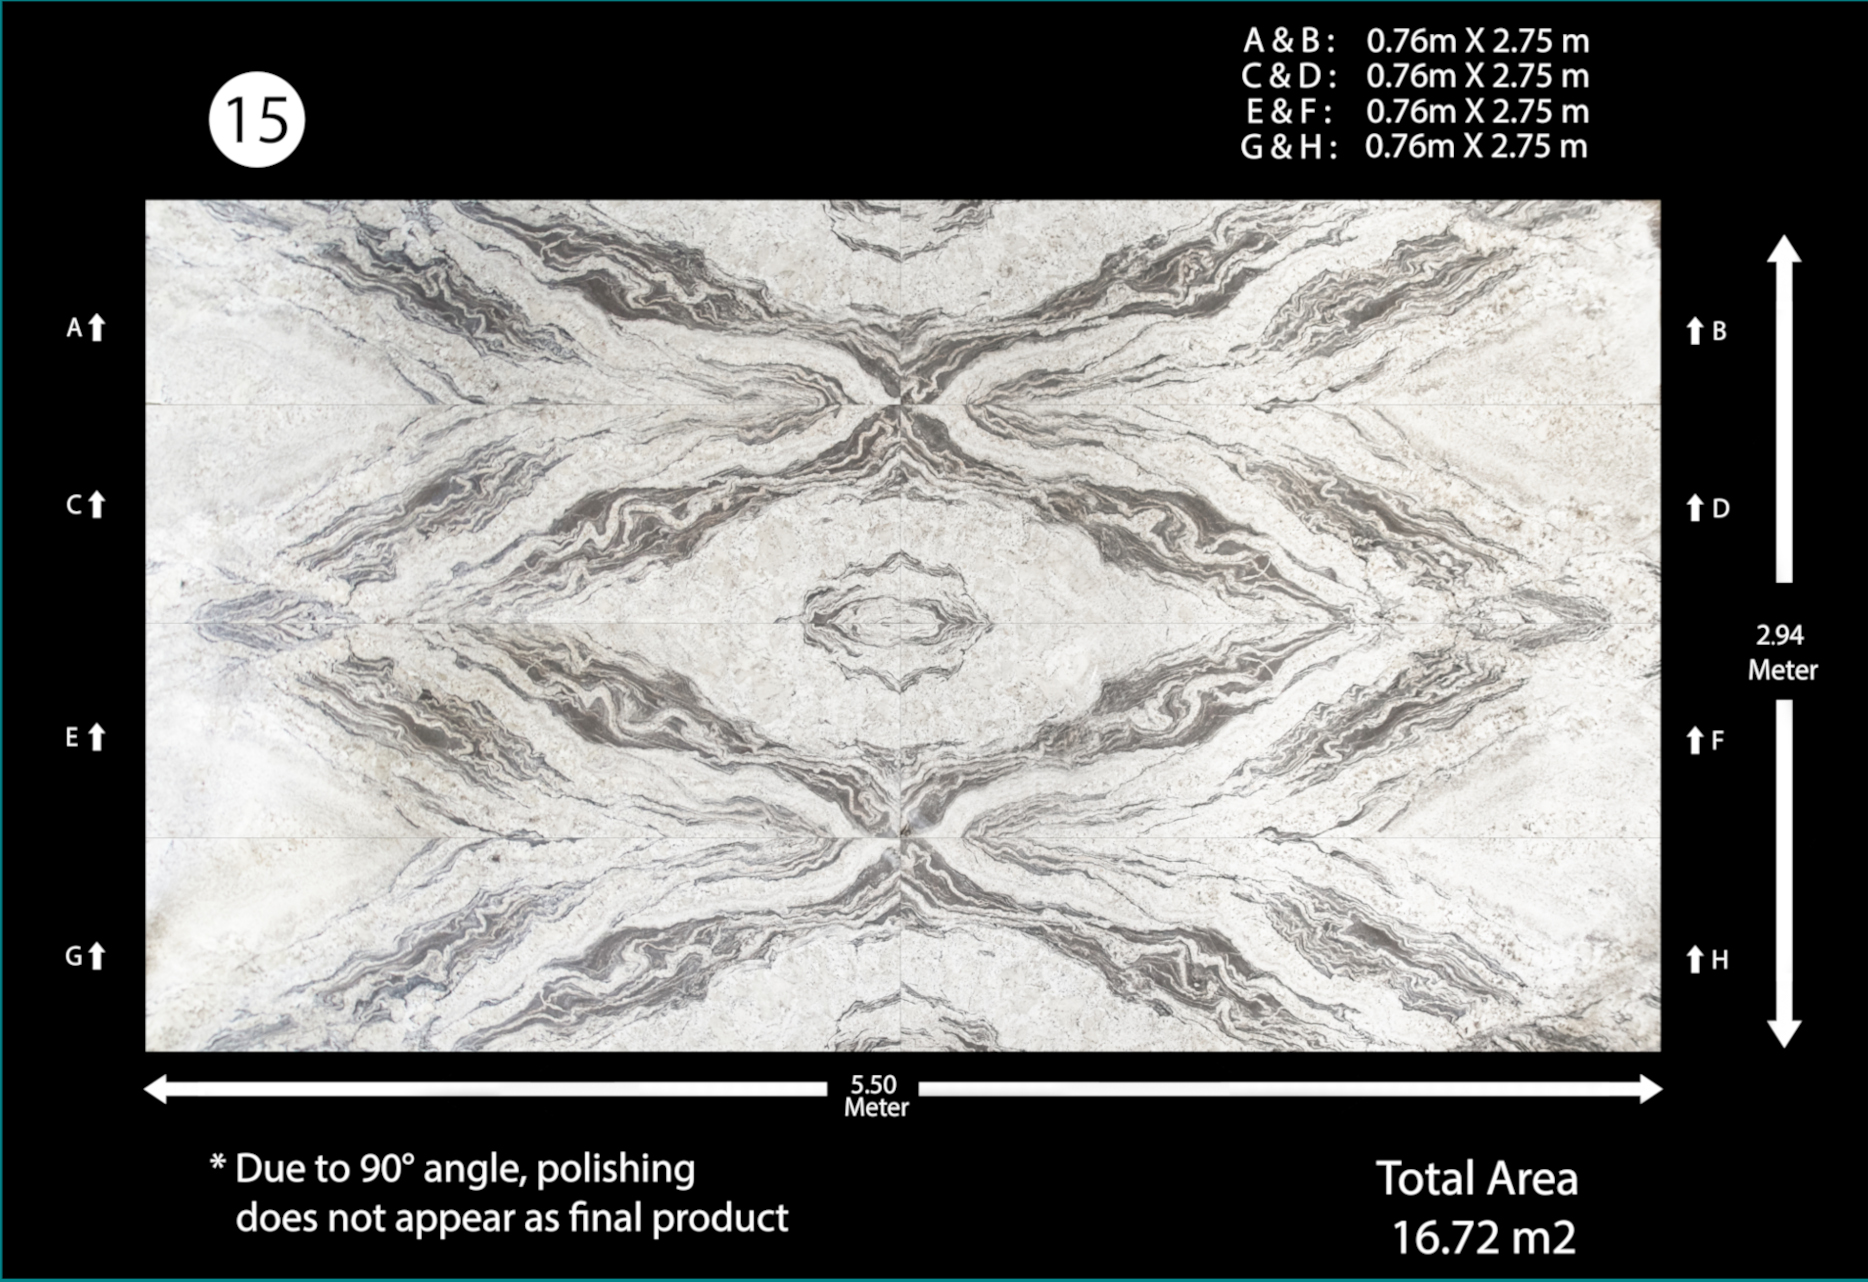 15
A & B : 0.76m X 2.75 m
C & D : 0.76m X 2.75 m
E & F : 0.76m X 2.75 m
G & H : 0.76m X 2.75 m
A
B
C
D
E
F
G
H
2.94
Meter
5.50
Meter
* Due to 90° angle, polishing
does not appear as final product
Total Area
16.72 m2